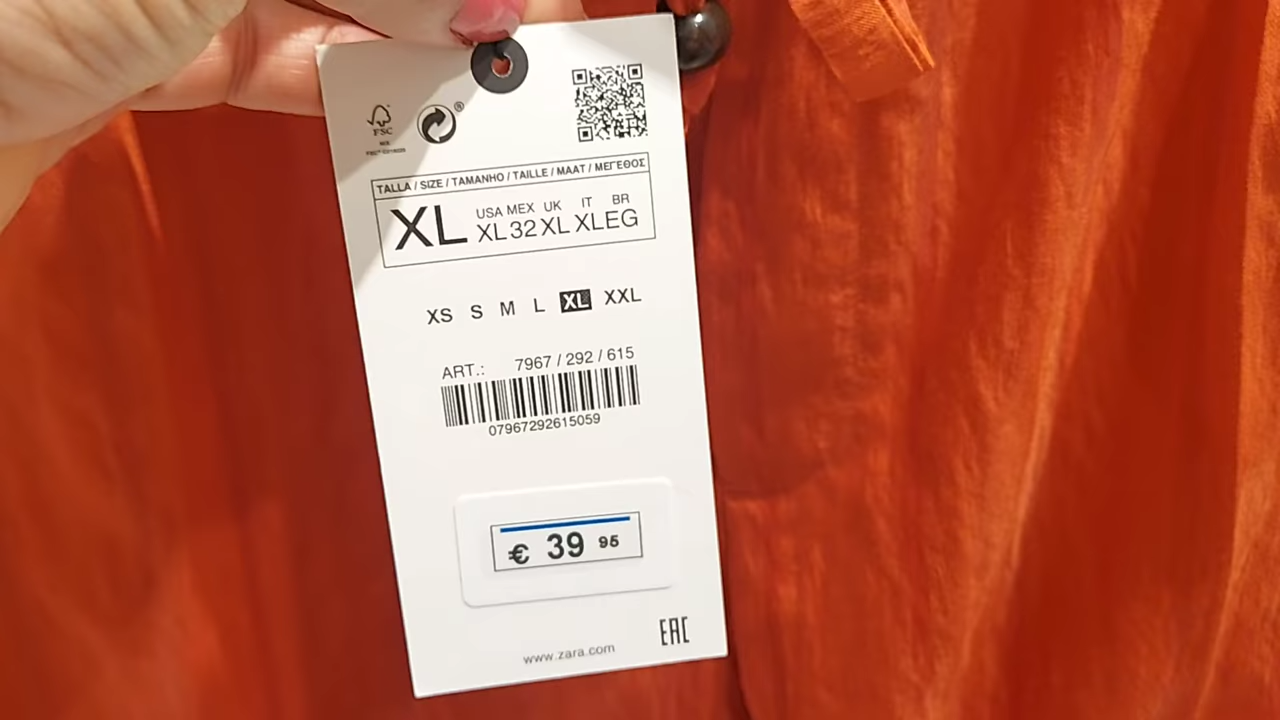 FSC
®
TALLA / SIZE / TAMANHO / TAILLE / MAAT / ΜΕΓΕΘΟΣ
XL
USA MEX UK IT BR
XL 32 XL XL EG
XS S M L XL XXL
ART.: 7967 / 292 / 615
07967292615059
€ 39 95
EAC
www.zara.com